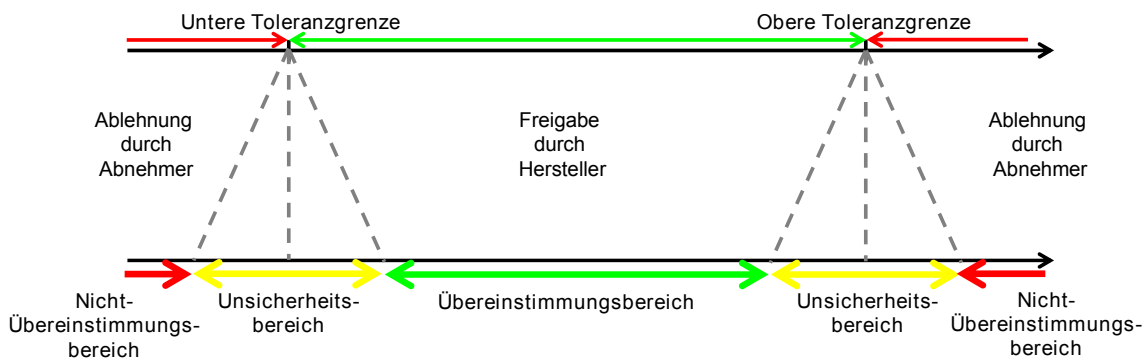 Untere Toleranzgrenze
Obere Toleranzgrenze
Ablehnung
durch
Abnehmer
Freigabe
durch
Hersteller
Ablehnung
durch
Abnehmer
Nicht-
Übereinstimmungs-
bereich
Unsicherheits-
bereich
Übereinstimmungsbereich
Unsicherheits-
bereich
Nicht-
Übereinstimmungs-
bereich